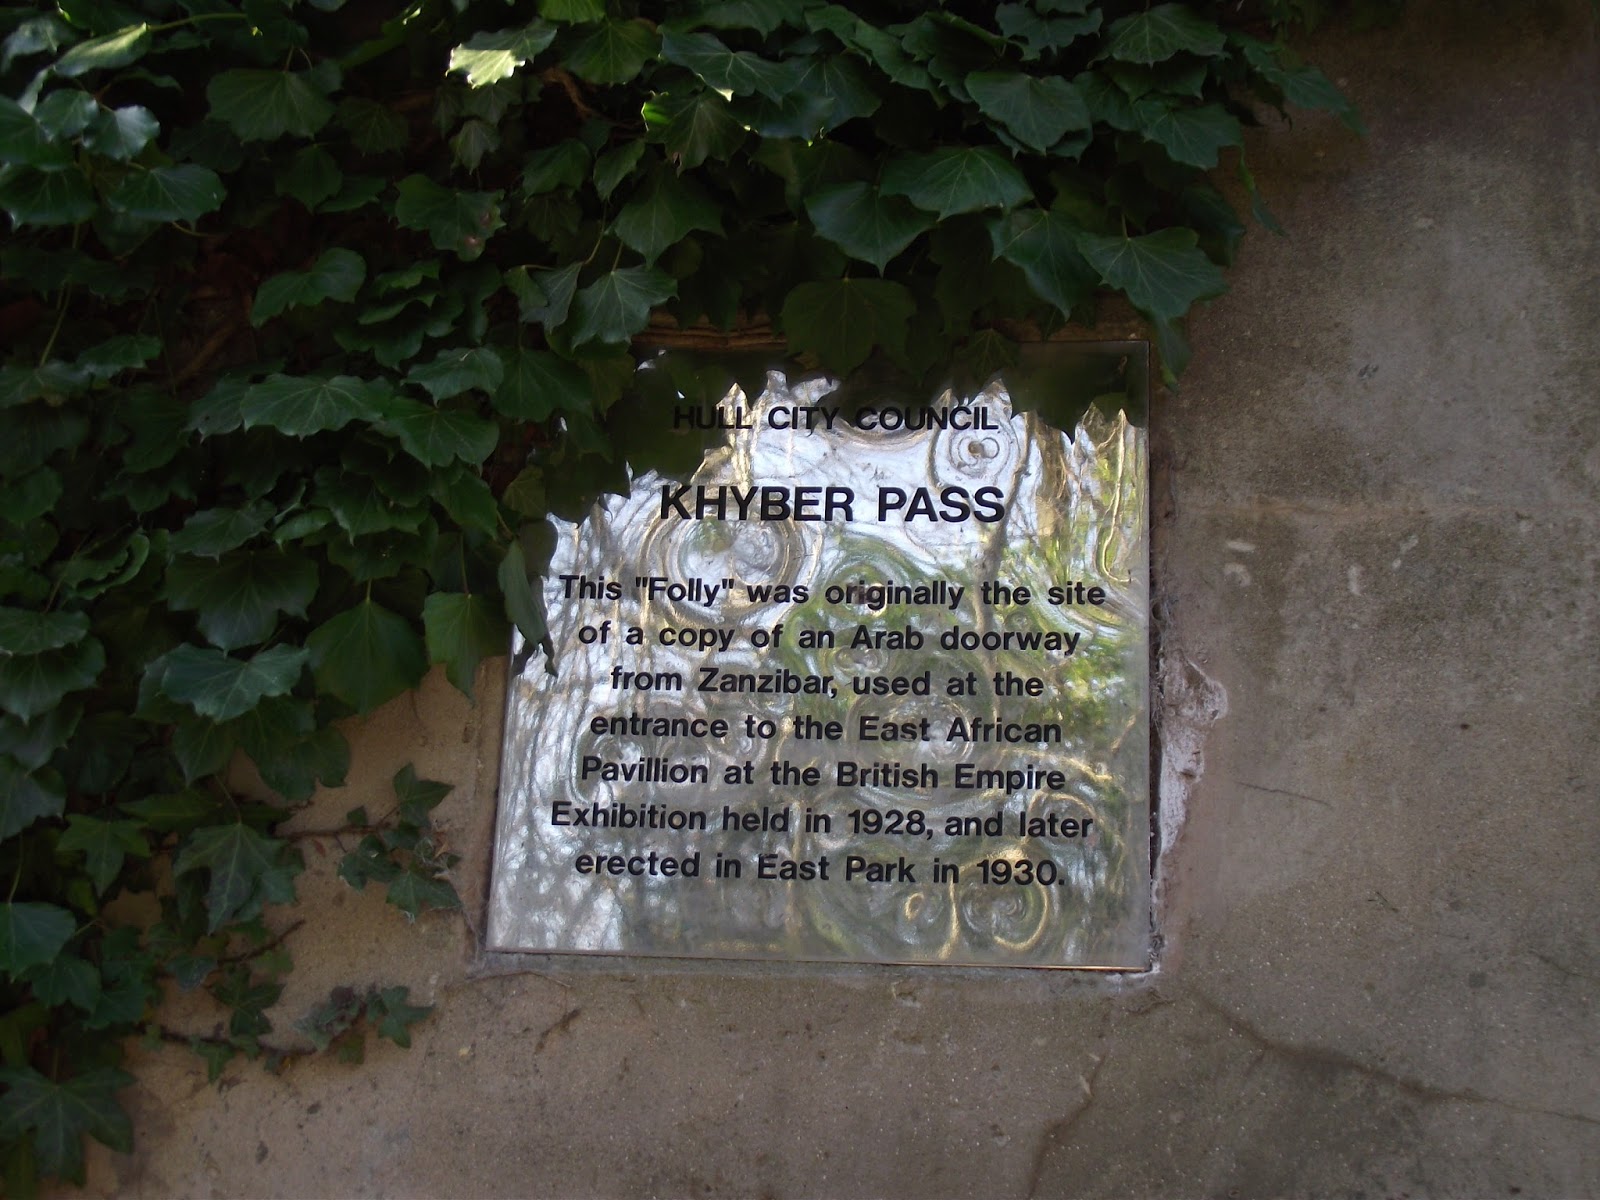 HULL CITY COUNCIL
KHYBER PASS
This "Folly" was originally the site
of a copy of an Arab doorway
from Zanzibar, used at the
entrance to the East African
Pavillion at the British Empire
Exhibition held in 1928, and later
erected in East Park in 1930.